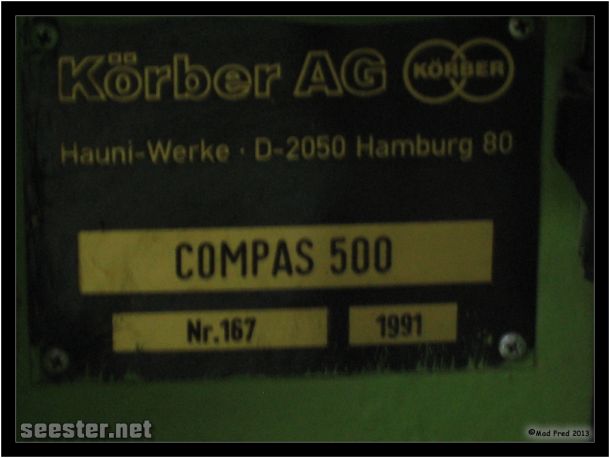 Körber AG KÖRBER
Hauni-Werke · D-2050 Hamburg 80
COMPAS 500
Nr.167 1991
seester.net
©Mad Fred 2013